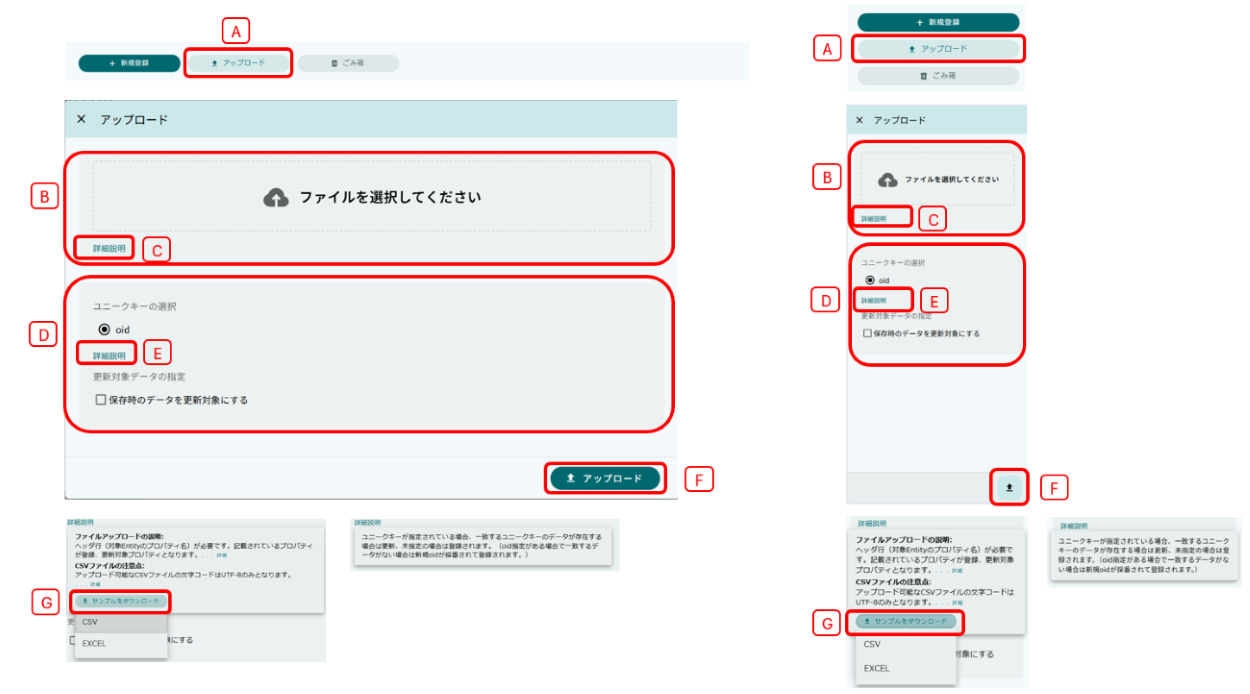 A
+ 新規登録
アップロード
ごみ箱
× アップロード
B
ファイルを選択してください
詳細説明
C
ユニークキーの選択
D
oid
詳細説明
E
更新対象データの指定
保存時のデータを更新対象にする
アップロード
F
詳細説明
ファイルアップロードの説明:
ヘッダ行（対象Entityのプロパティ名）が必要です。記載されているプロパティ
が登録、更新対象プロパティとなります。...詳細
CSVファイルの注意点:
アップロード可能なCSVファイルの文字コードはUTF-8のみとなります。
...詳細
G
サンプルをダウンロード
CSV
EXCEL
にする
詳細説明
ユニークキーが指定されている場合、一致するユニークキーのデータが存在する
場合は更新、未指定の場合は登録されます。（oid指定がある場合で一致するデ
ータがない場合は新規oidが採番されて登録されます。）
+ 新規登録
A
アップロード
ごみ箱
× アップロード
B
ファイルを選択してください
詳細説明
C
ユニークキーの選択
oid
D
詳細説明
E
更新対象データの指定
保存時のデータを更新対象にする
F
詳細説明
ファイルアップロードの説明:
ヘッダ行（対象Entityのプロパティ名）が必要で
す。記載されているプロパティが登録、更新対象
プロパティとなります。...詳細
CSVファイルの注意点:
アップロード可能なCSVファイルの文字コードは
UTF-8のみとなります。...詳細
G
サンプルをダウンロード
CSV
対象にする
EXCEL
詳細説明
ユニークキーが指定されている場合、一致するユニーク
キーのデータが存在する場合は更新、未指定の場合は登
録されます。（oid指定がある場合で一致するデータがな
い場合は新規oidが採番されて登録されます。）